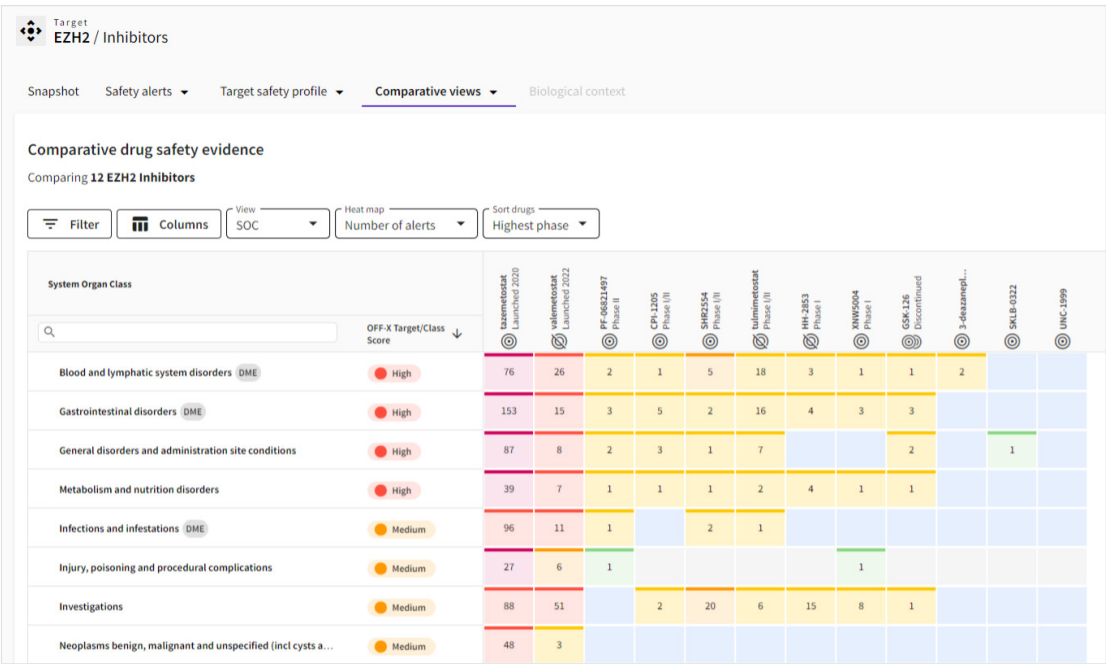 Target
EZH2 / Inhibitors
Snapshot Safety alerts Target safety profile Comparative views Biological context
Comparative drug safety evidence
Comparing 12 EZH2 Inhibitors
View Heat map Sort drugs
Filter Columns SOC Number of alerts Highest phase
System Organ Class
OFF-X Target/Class Score
tazemetostat
Launched 2020
valemetostat
Launched 2022
PF-06821497
Phase II
CPI-1205
Phase I/II
SHR2554
Phase I/II
tulmimetostat
Phase I/II
HH-2853
Phase I
XNW5004
Phase I
GSK-126
Discontinued
3-deazanepl...
SKLB-0322
UNC-1999
Blood and lymphatic system disorders DME High 76 26 2 1 5 18 3 1 1 2
Gastrointestinal disorders DME High 153 15 3 5 2 16 4 3 3
General disorders and administration site conditions High 87 8 2 3 1 7 2 1
Metabolism and nutrition disorders High 39 7 1 1 1 2 4 1 1
Infections and infestations DME Medium 96 11 1 2 1
Injury, poisoning and procedural complications Medium 27 6 1 1
Investigations Medium 88 51 2 20 6 15 8 1
Neoplasms benign, malignant and unspecified (incl cysts a... Medium 48 3